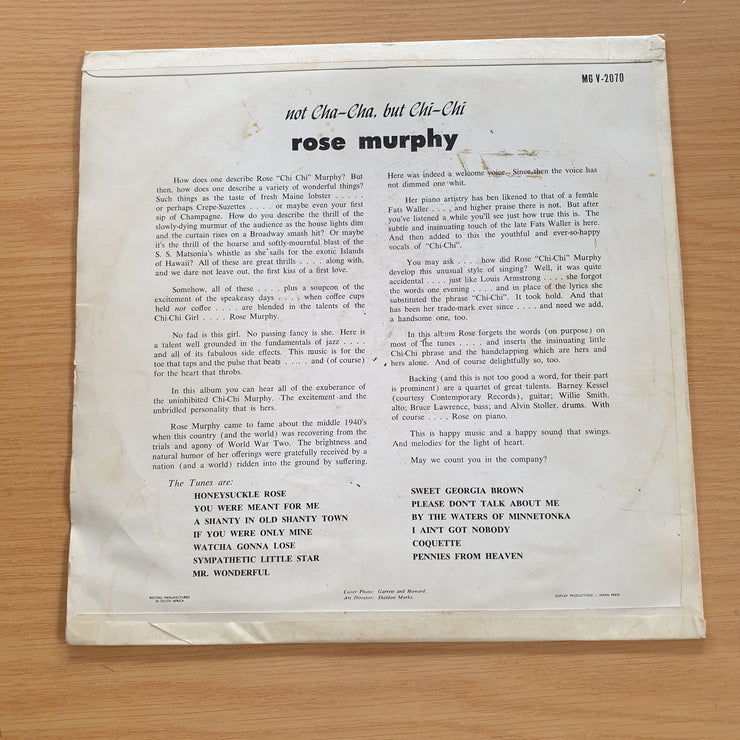 MG V-2070
not Cha-Cha, but Chi-Chi
rose murphy
How does one describe Rose "Chi Chi" Murphy? But
then, how does one describe a variety of wonderful things?
Such things as the taste of fresh Maine lobster . . . . . .
or perhaps Crepe-Suzettes . . . . or maybe even your first
sip of Champagne. How do you describe the thrill of the
slowly-dying murmur of the audience as the house lights dim
and the curtain rises on a Broadway smash hit? Or maybe
it's the thrill of the hoarse and softly-mournful blast of the
S. S. Matsonia's whistle as she sails for the exotic Islands
of Hawaii? All of these are great thrills . . . . along with,
and we dare not leave out, the first kiss of a first love.
Somehow, all of these . . . . plus a soupcon of the
excitement of the speakeasy days . . . . when coffee cups
held not coffee . . . . are blended in the talents of the
Chi-Chi Girl . . . . Rose Murphy.
No fad is this girl. No passing fancy is she. Here is
a talent well grounded in the fundamentals of jazz . . . .
and all of its fabulous side effects. This music is for the
toe that taps and the pulse that beats . . . . and (of course)
for the heart that throbs.
In this album you can hear all of the exuberance of
the uninhibited Chi-Chi Murphy. The excitement and the
unbridled personality that is hers.
Rose Murphy came to fame about the middle 1940's
when this country (and the world) was recovering from the
trials and agony of World War Two. The brightness and
natural humor of her offerings were gratefully received by a
nation (and a world) ridden into the ground by suffering.
Here was indeed a welcome voice. Since then the voice has
not dimmed one whit.
Her piano artistry has ben likened to that of a female
Fats Waller . . . . and higher praise there is not. But after
you've listened a while you'll see just how true this is. The
subtle and insinuating touch of the late Fats Waller is here.
And then added to this the youthful and ever-so-happy
vocals of "Chi-Chi".
You may ask . . . . how did Rose "Chi-Chi" Murphy
develop this unusual style of singing? Well, it was quite
accidental . . . . just like Louis Armstrong . . . . she forgot
the words one evening . . . . and in place of the lyrics she
substituted the phrase "Chi-Chi". It took hold. And that
has been her trade-mark ever since . . . . and need we add,
a handsome one, too.
In this album Rose forgets the words (on purpose) on
most of the tunes . . . . and inserts the insinuating little
Chi-Chi phrase and the handclapping which are hers and
hers alone. And of course delightfully so, too.
Backing (and this is not too good a word, for their part
is prominent) are a quartet of great talents. Barney Kessel
(courtesy Contemporary Records), guitar; Willie Smith,
alto; Bruce Lawrence, bass; and Alvin Stoller, drums. With
of course . . . . Rose on piano.
This is happy music and a happy sound that swings.
And melodies for the light of heart.
May we count you in the company?
The Tunes are:
HONEYSUCKLE ROSE
YOU WERE MEANT FOR ME
A SHANTY IN OLD SHANTY TOWN
IF YOU WERE ONLY MINE
WATCHA GONNA LOSE
SYMPATHETIC LITTLE STAR
MR. WONDERFUL
SWEET GEORGIA BROWN
PLEASE DON'T TALK ABOUT ME
BY THE WATERS OF MINNETONKA
I AIN'T GOT NOBODY
COQUETTE
PENNIES FROM HEAVEN
Cover Photo: Garrett and Howard.
Art Director: Sheldon Marks.
RECORD MANUFACTURED
IN SOUTH AFRICA
DISPLAY PRODUCTIONS — SWAN PRESS